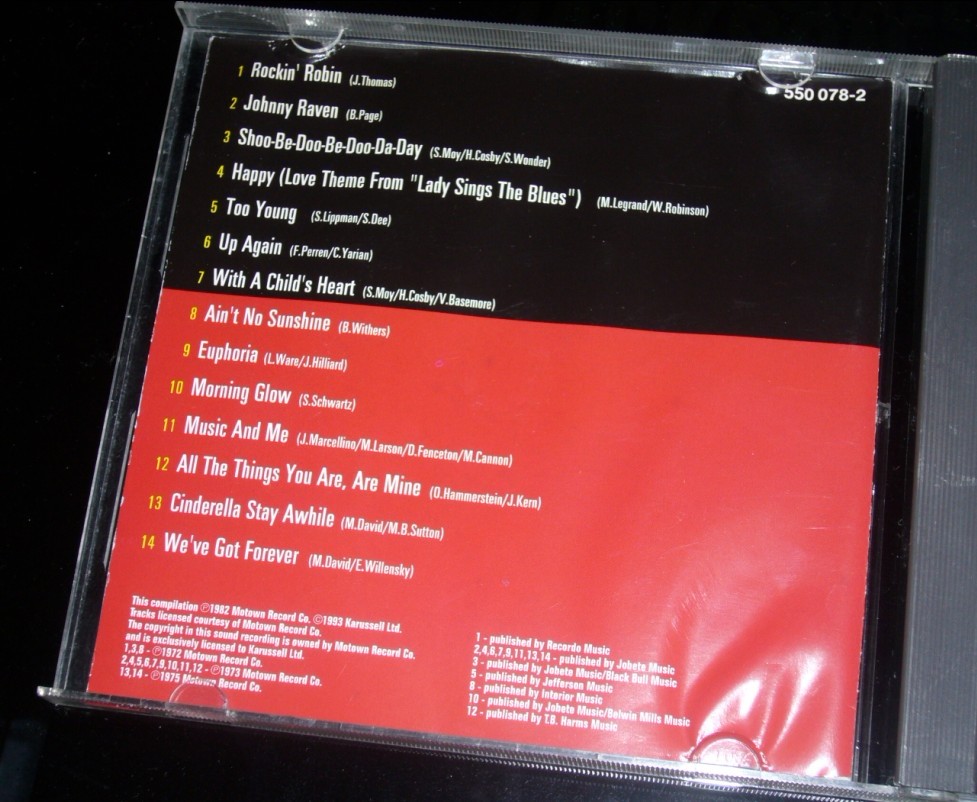 550 078-2
1 Rockin' Robin (J.Thomas)
2 Johnny Raven (B.Page)
3 Shoo-Be-Doo-Be-Doo-Da-Day (S.Moy/H.Cosby/S.Wonder)
4 Happy (Love Theme From "Lady Sings The Blues") (M.Legrand/W.Robinson)
5 Too Young (S.Lippman/S.Dee)
6 Up Again (F.Perren/C.Yarian)
7 With A Child's Heart (S.Moy/H.Cosby/V.Basemore)
8 Ain't No Sunshine (B.Withers)
9 Euphoria (L.Ware/J.Hilliard)
10 Morning Glow (S.Schwartz)
11 Music And Me (J.Marcellino/M.Larson/D.Fenceton/M.Cannon)
12 All The Things You Are, Are Mine (O.Hammerstein/J.Kern)
13 Cinderella Stay Awhile (M.David/M.B.Sutton)
14 We've Got Forever (M.David/E.Willensky)
This compilation ℗1982 Motown Record Co. ©1993 Karussell Ltd.
Tracks licensed courtesy of Motown Record Co.
The copyright in this sound recording is owned by Motown Record Co.
and is exclusively licensed to Karussell Ltd.
1,3,8 - ℗1972 Motown Record Co.
2,4,5,6,7,9,10,11,12 - ℗1973 Motown Record Co.
13,14 - ℗1975 Motown Record Co.
1 - published by Recordo Music
2,4,6,7,9,11,13,14 - published by Jobete Music
3 - published by Jobete Music/Black Bull Music
5 - published by Jefferson Music
8 - published by Interior Music
10 - published by Jobete Music/Belwin Mills Music
12 - published by T.B. Harms Music